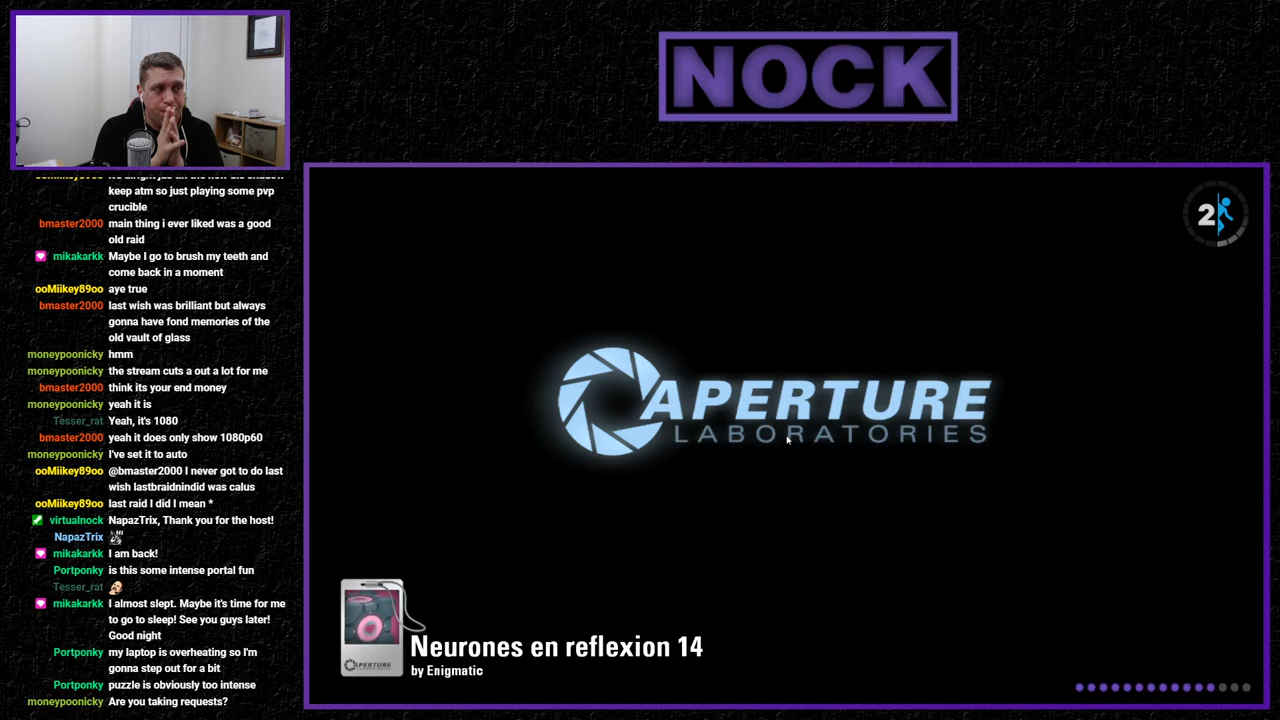 NOCK
keep atm so just playing some pvp
crucible
bmaster2000 main thing i ever liked was a good
old raid
mikakarkk Maybe I go to brush my teeth and
come back in a moment
ooMiikey89oo aye true
bmaster2000 last wish was brilliant but always
gonna have fond memories of the
old vault of glass
moneypoonicky hmm
moneypoonicky the stream cuts a out a lot for me
bmaster2000 think its your end money
moneypoonicky yeah it is
Tesser_rat Yeah, it's 1080
bmaster2000 yeah it does only show 1080p60
moneypoonicky I've set it to auto
ooMiikey89oo @bmaster2000 I never got to do last
wish lastbraidnindid was calus
ooMiikey89oo last raid I did I mean *
virtualnock NapazTrix, Thank you for the host!
NapazTrix HI
mikakarkk I am back!
Portponky is this some intense portal fun
Tesser_rat
mikakarkk I almost slept. Maybe it's time for me
to go to sleep! See you guys later!
Good night
Portponky my laptop is overheating so I'm
gonna step out for a bit
Portponky puzzle is obviously too intense
moneypoonicky Are you taking requests?
2
APERTURE
LABORATORIES
APERTURE
LABORATORIES
Neurones en reflexion 14
by Enigmatic